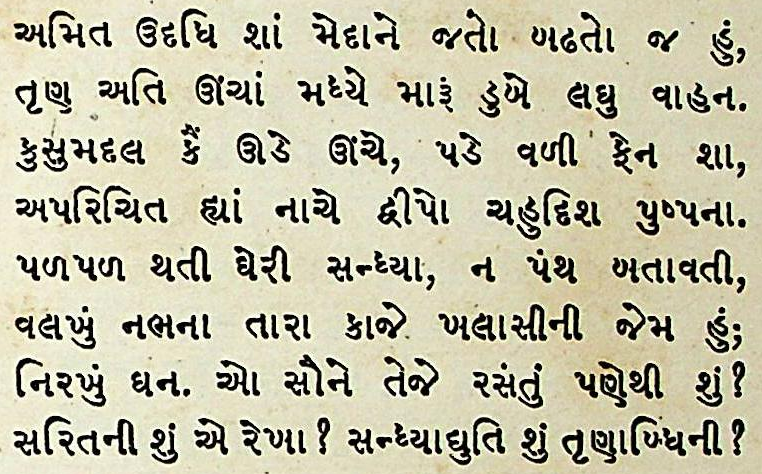 અમિત ઉદધિ શાં મેદાને જતો બઢતો જ હું,
તૃણ અતિ ઊંચાં મધ્યે મારૂં ડુબે લઘુ વાહન.
કુસુમદલ કૈં ઊડે ઊંચે, પડે વળી ફેન શા,
અપરિચિત હ્યાં નાચે દ્વીપો ચહુદિશ પુષ્પના.
પળપળ થતી ઘેરી સન્ધ્યા, ન પંથ બતાવતી,
વલખું નભના તારા કાજે ખલાસીની જેમ હું;
નિરખું ઘન. ઓ સૌને તેજે રસંતું પણેથી શું?
સરિતની શું એ રેખા? સન્ધ્યાદ્યુતિ શું તૃણાબ્ધિની?